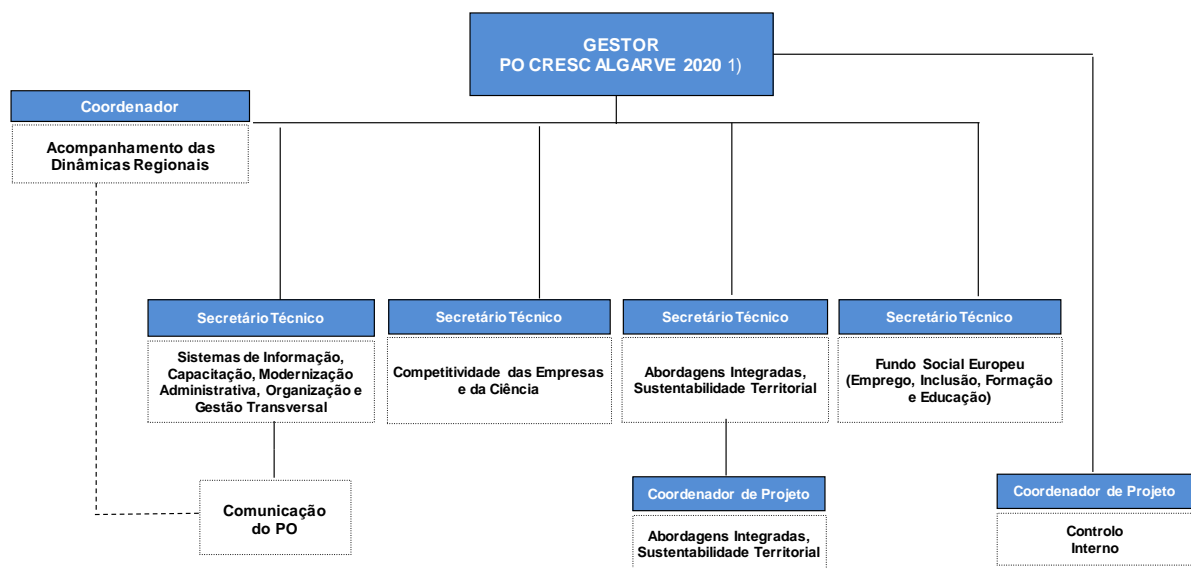 GESTOR
PO CRESC ALGARVE 2020 1)
Coordenador
Acompanhamento das
Dinâmicas Regionais
Secretário Técnico
Sistemas de Informação,
Capacitação, Modernização
Administrativa, Organização e
Gestão Transversal
Secretário Técnico
Competitividade das Empresas
e da Ciência
Secretário Técnico
Abordagens Integradas,
Sustentabilidade Territorial
Secretário Técnico
Fundo Social Europeu
(Emprego, Inclusão, Formação
e Educação)
Comunicação
do PO
Coordenador de Projeto
Abordagens Integradas,
Sustentabilidade Territorial
Coordenador de Projeto
Controlo
Interno